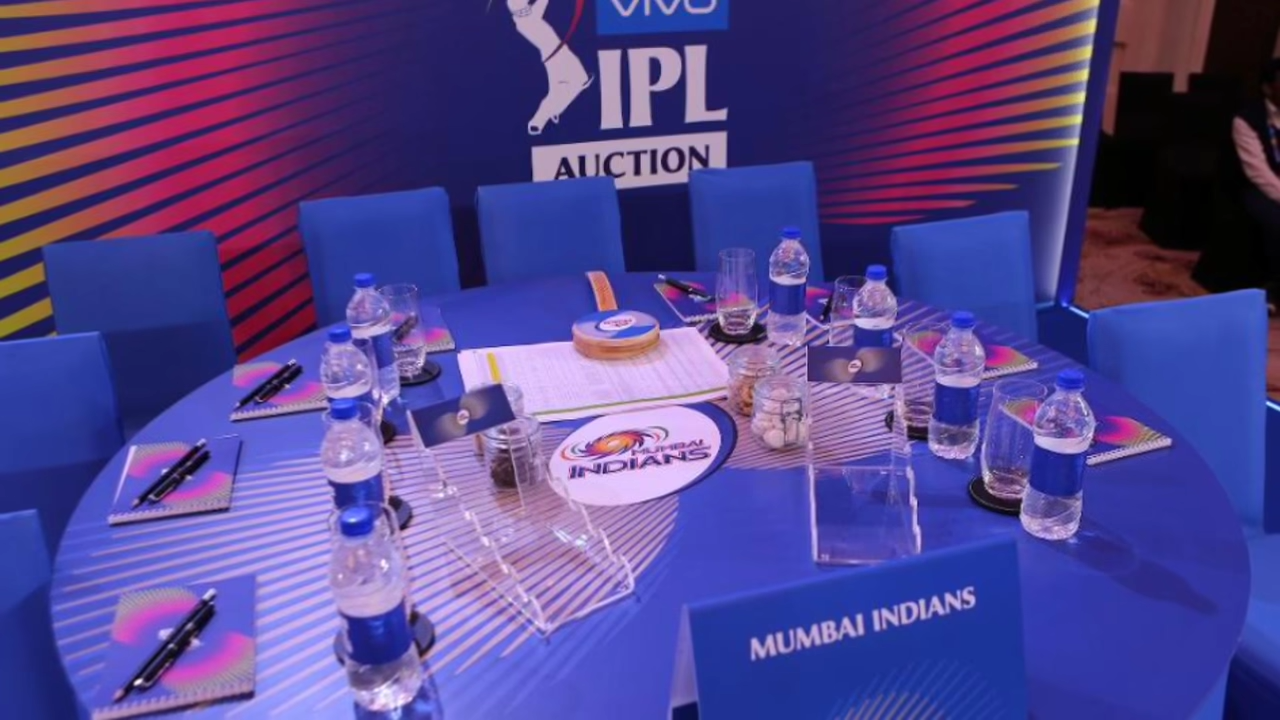 VIVO
IPL
AUCTION
MUMBAI
INDIANS
MUMBAI INDIANS